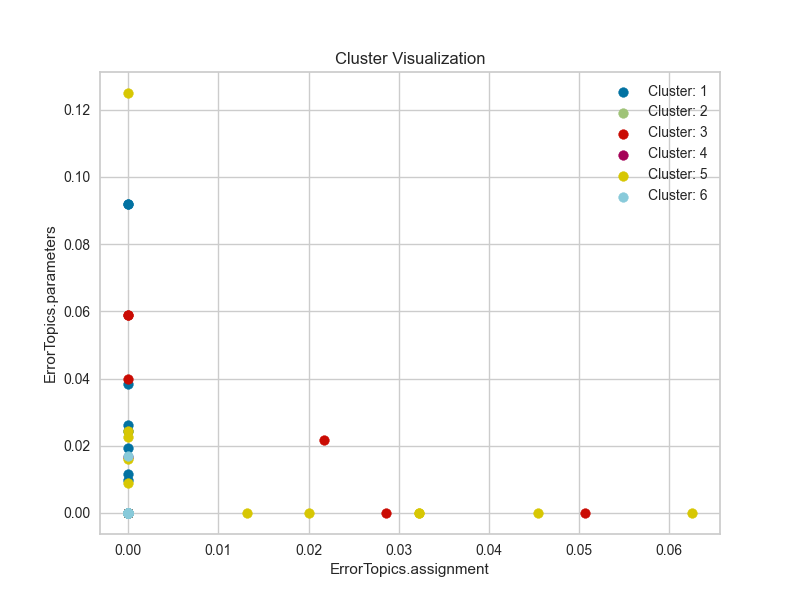 Cluster Visualization
Cluster: 1
Cluster: 2
Cluster: 3
Cluster: 4
Cluster: 5
Cluster: 6
ErrorTopics.parameters
0.12
0.10
0.08
0.06
0.04
0.02
0.00
0.00 0.01 0.02 0.03 0.04 0.05 0.06
ErrorTopics.assignment